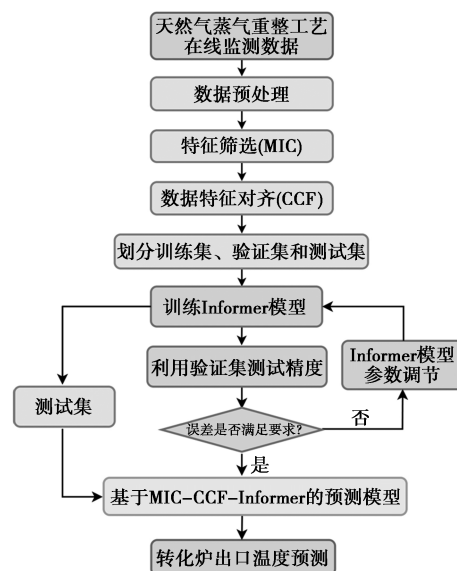 天然气蒸气重整工艺
在线监测数据
数据预处理
特征筛选(MIC)
数据特征对齐(CCF)
划分训练集、验证集和测试集
训练Informer模型
利用验证集测试精度
Informer模型
参数调节
测试集
误差是否满足要求?
否
是
基于MIC-CCF-Informer的预测模型
转化炉出口温度预测